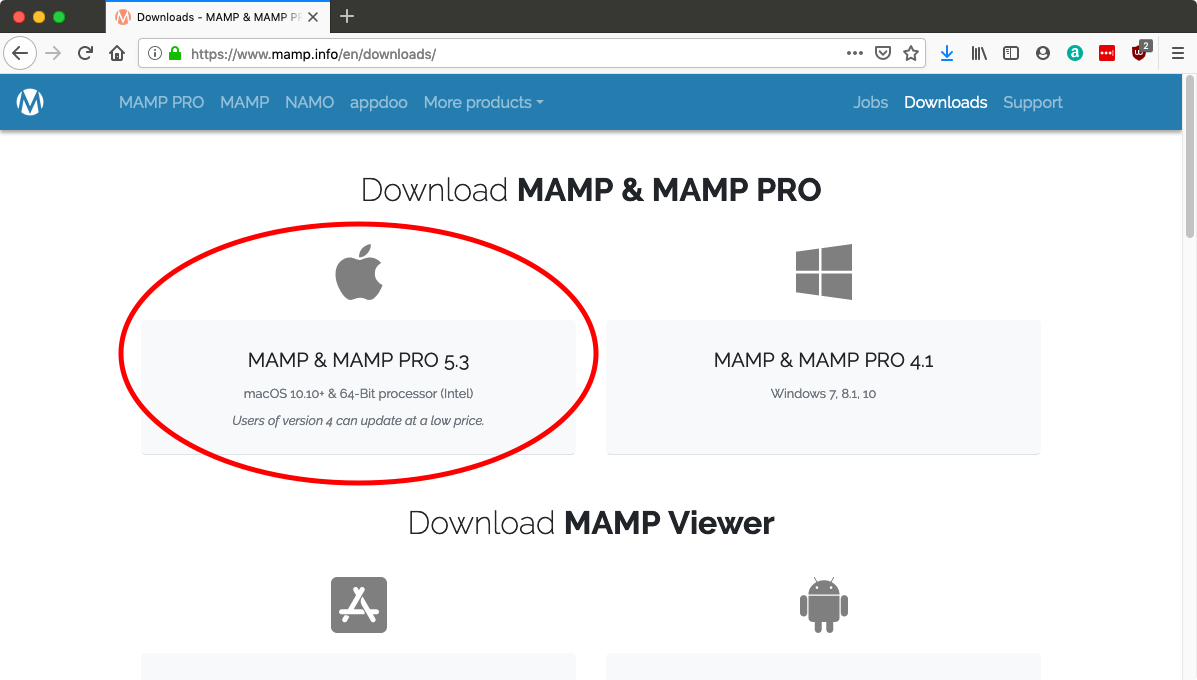 Downloads - MAMP & MAMP PR
https://www.mamp.info/en/downloads/
2
MAMP PRO MAMP NAMO appdoo More products Jobs Downloads Support
Download MAMP & MAMP PRO
MAMP & MAMP PRO 5.3
macOS 10.10+ & 64-Bit processor (Intel)
Users of version 4 can update at a low price.
MAMP & MAMP PRO 4.1
Windows 7, 8.1, 10
Download MAMP Viewer